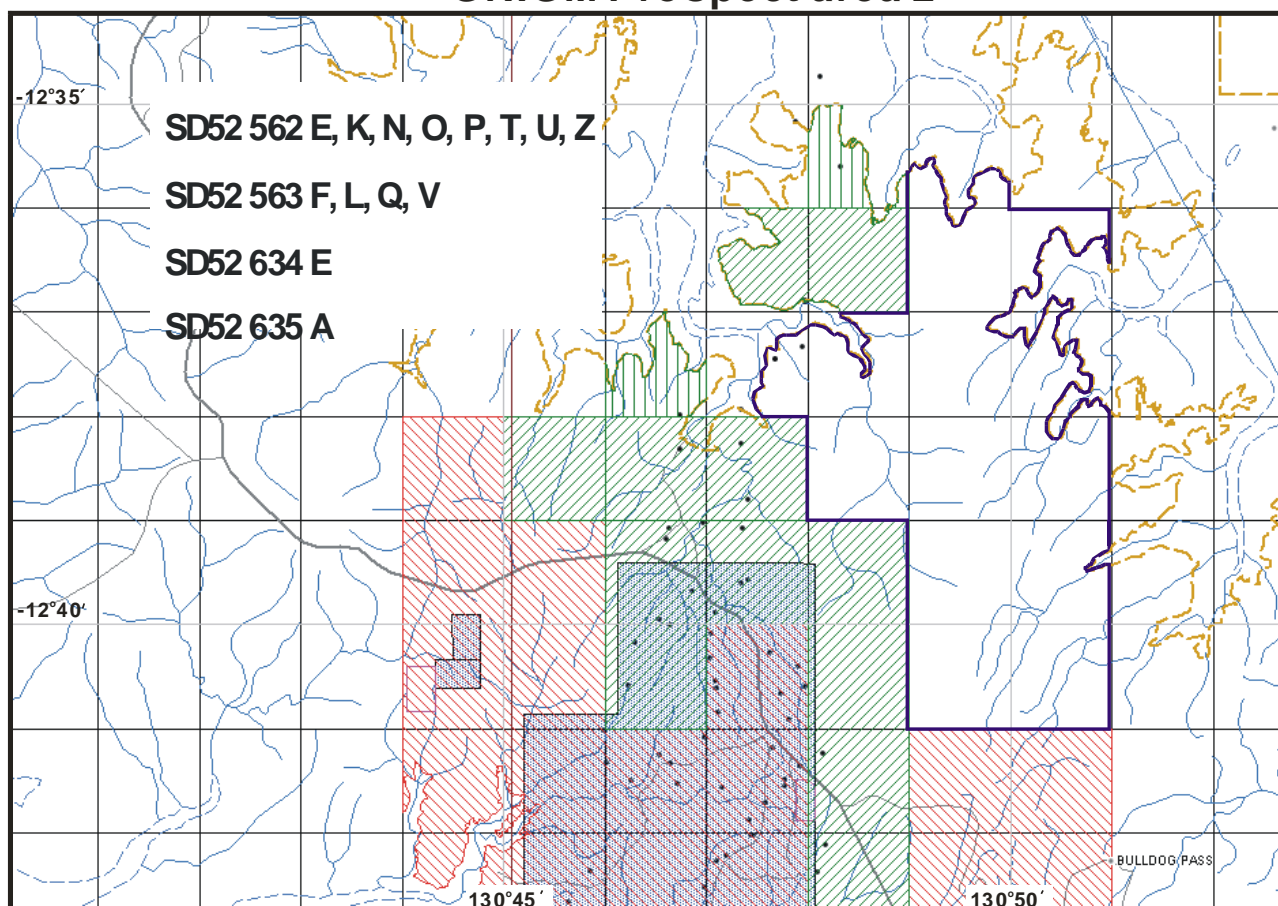 -12°35´
SD52 562 E, K, N, O, P, T, U, Z
SD52 563 F, L, Q, V
SD52 634 E
SD52 635 A
-12°40´
BULLDOG PASS
130°45´
130°50´